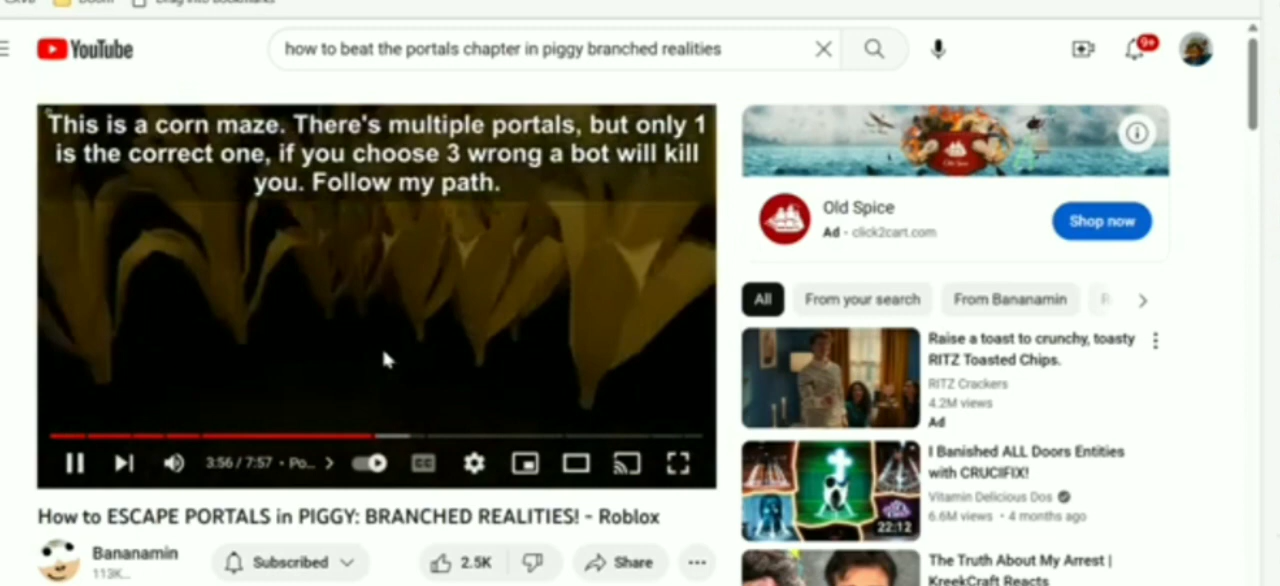 YouTube
how to beat the portals chapter in piggy branched realities
9+
This is a corn maze. There's multiple portals, but only 1
is the correct one, if you choose 3 wrong a bot will kill
you. Follow my path.
3:56 / 7:57 • Po...
CC
How to ESCAPE PORTALS in PIGGY: BRANCHED REALITIES! - Roblox
Bananamin
113K...
Subscribed
2.5K
Share
Old Spice
Ad - click2cart.com
Shop now
All
From your search
From Bananamin
Raise a toast to crunchy, toasty
RITZ Toasted Chips.
RITZ Crackers
4.2M views
Ad
I Banished ALL Doors Entities
with CRUCIFIX!
Vitamin Delicious Dos
6.6M views • 4 months ago
22:12
The Truth About My Arrest |
KreekCraft Reacts